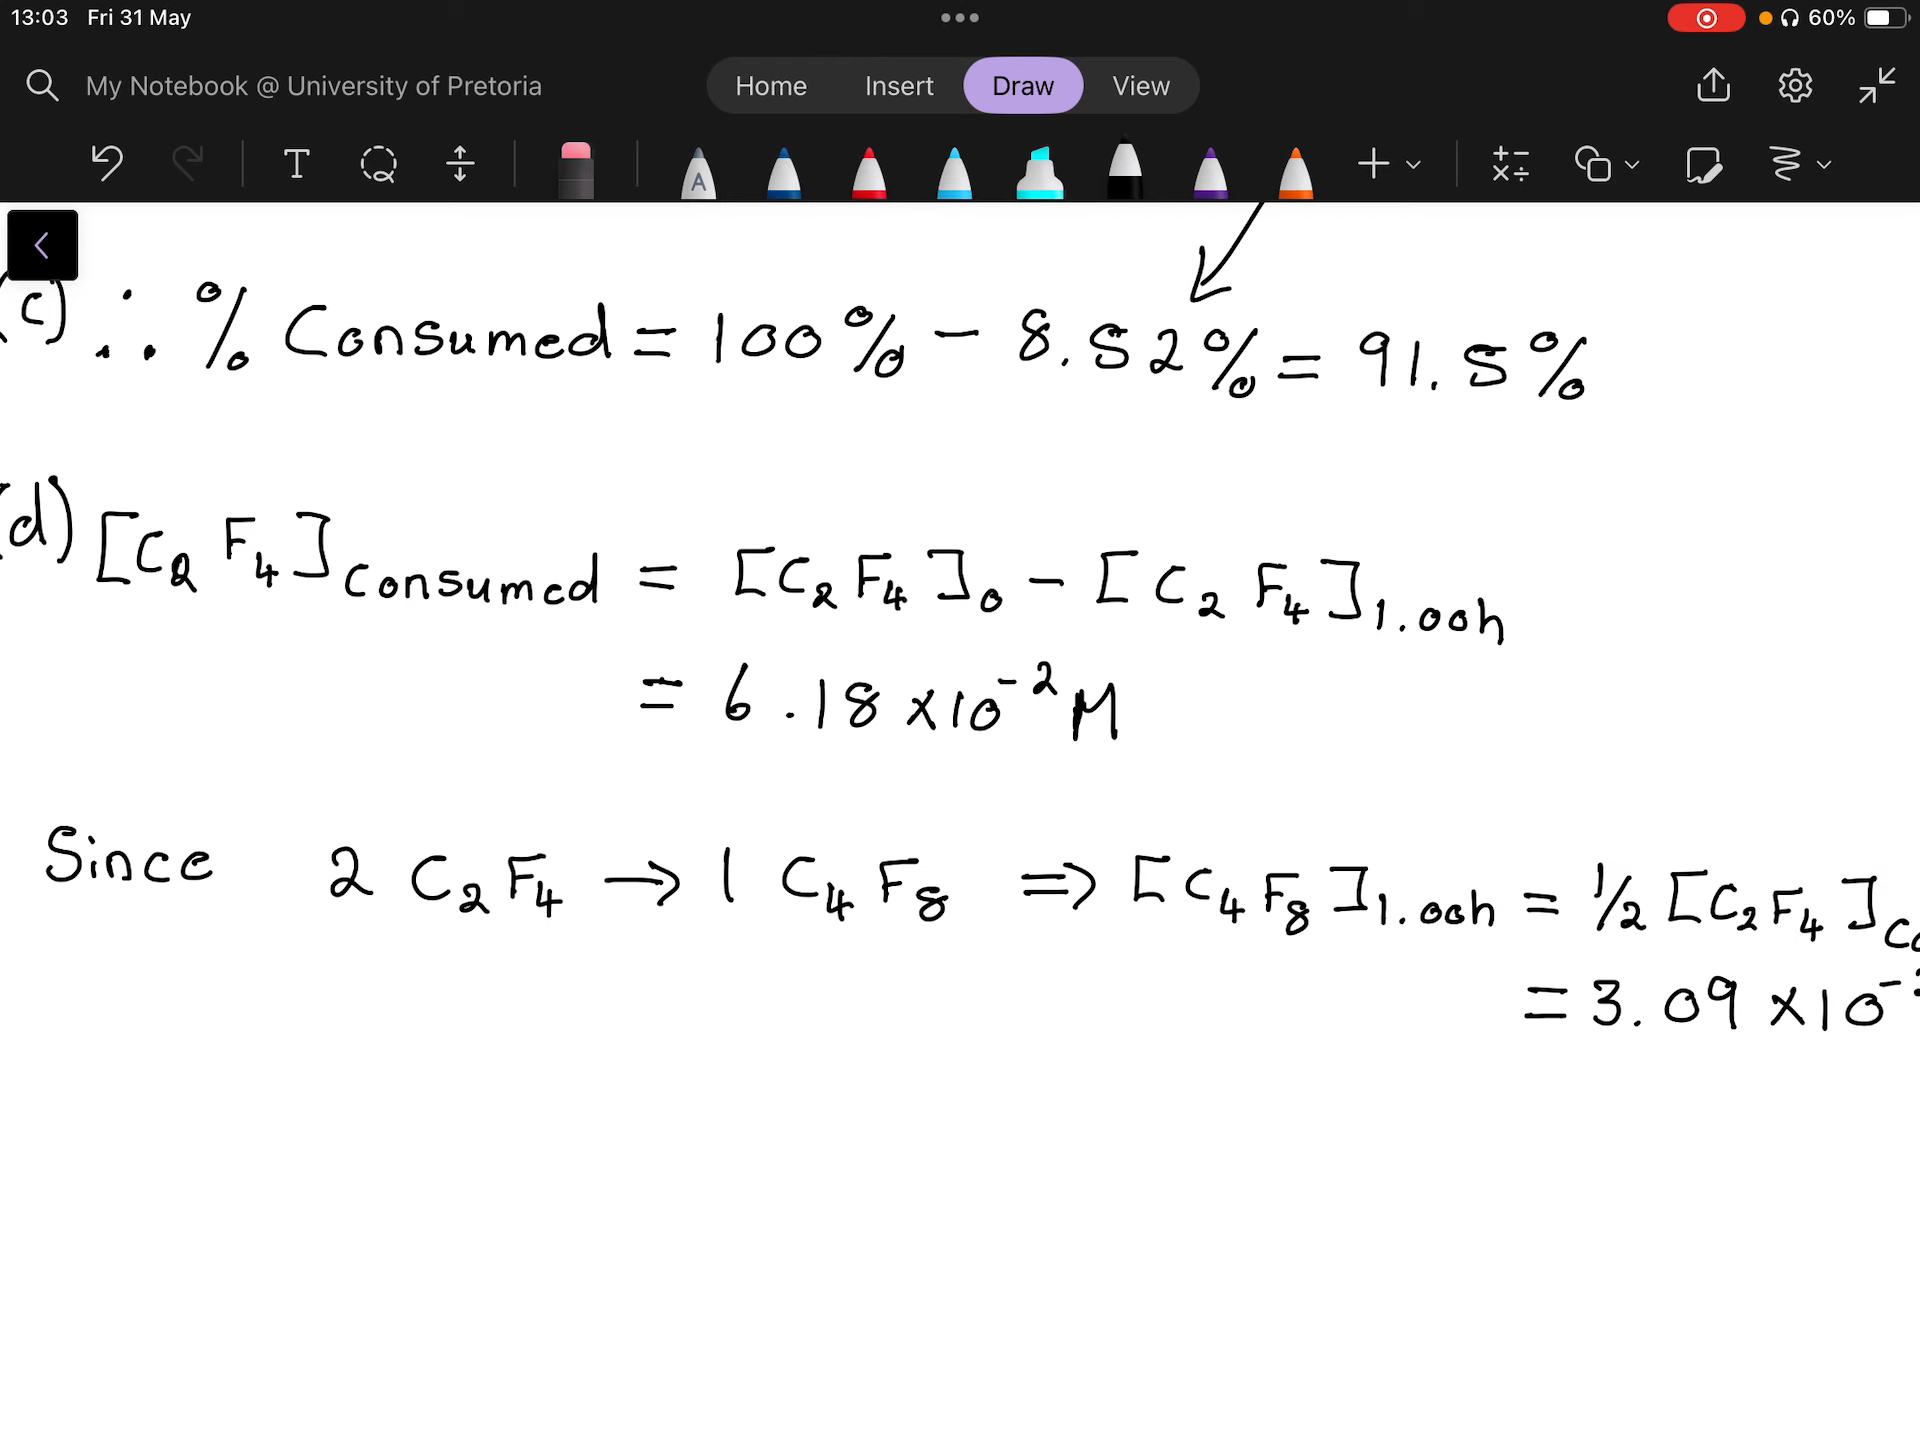 13:03 Fri 31 May
60%
My Notebook @ University of Pretoria
Home Insert Draw View
T
A
(c) ∴ % Consumed = 100% − 8.52% = 91.5%
(d) [C₂F₄]consumed = [C₂F₄]₀ − [C₂F₄]1.00h
= 6.18 × 10⁻² M
Since 2 C₂F₄ → 1 C₄F₈ ⇒ [C₄F₈]1.00h = ½ [C₂F₄]
= 3.09 × 10⁻